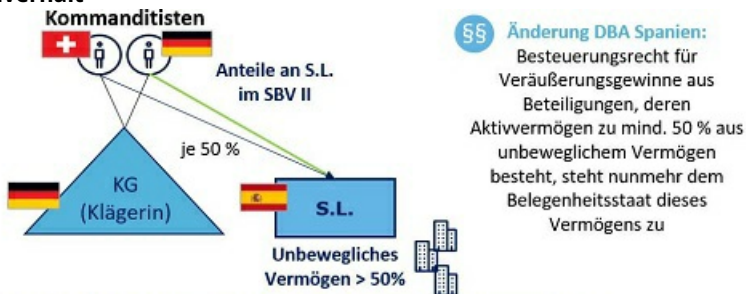 Kommanditisten
Anteile an S.L.
im SBV II
je 50 %
KG
(Klägerin)
S.L.
Unbewegliches
Vermögen > 50%
§§ Änderung DBA Spanien:
Besteuerungsrecht für
Veräußerungsgewinne aus
Beteiligungen, deren
Aktivvermögen zu mind. 50 % aus
unbeweglichem Vermögen
besteht, steht nunmehr dem
Belegenheitsstaat dieses
Vermögens zu